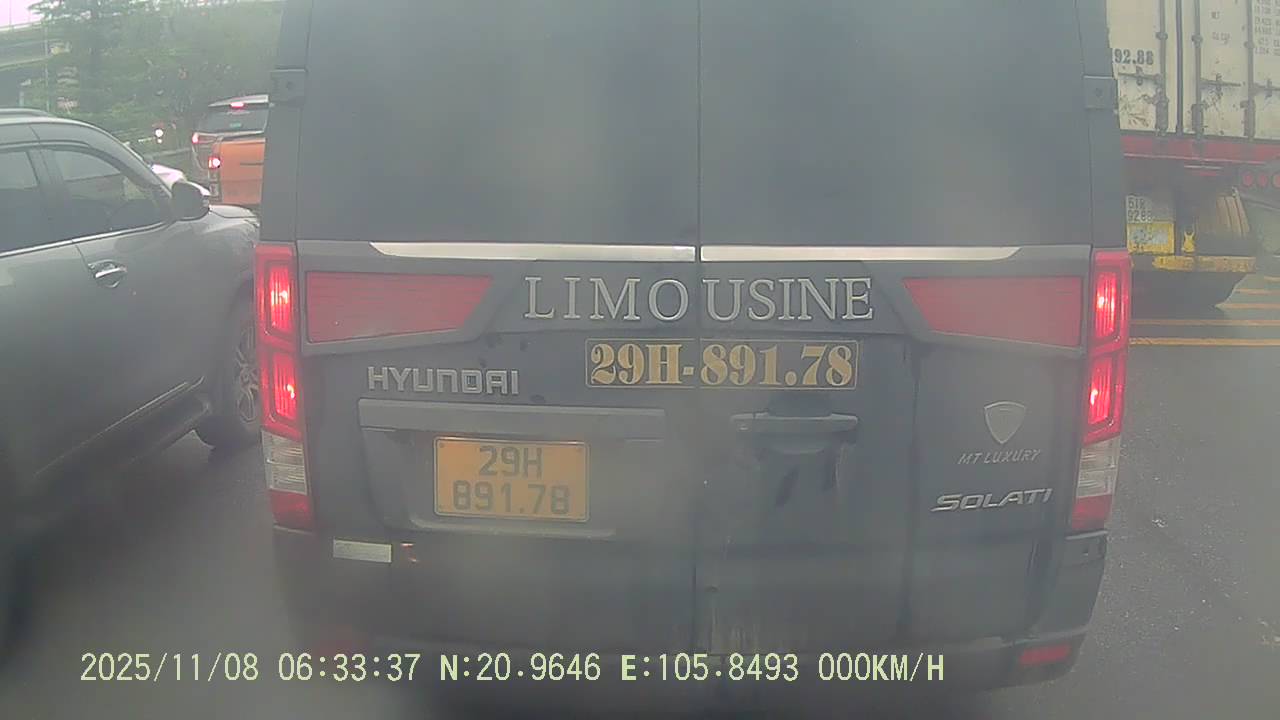 92.88
LIMOUSINE
29H-891.78
HYUNDAI
29H
891.78
MT LUXURY
SOLATI
2025/11/08 06:33:37 N:20.9646 E:105.8493 000KM/H